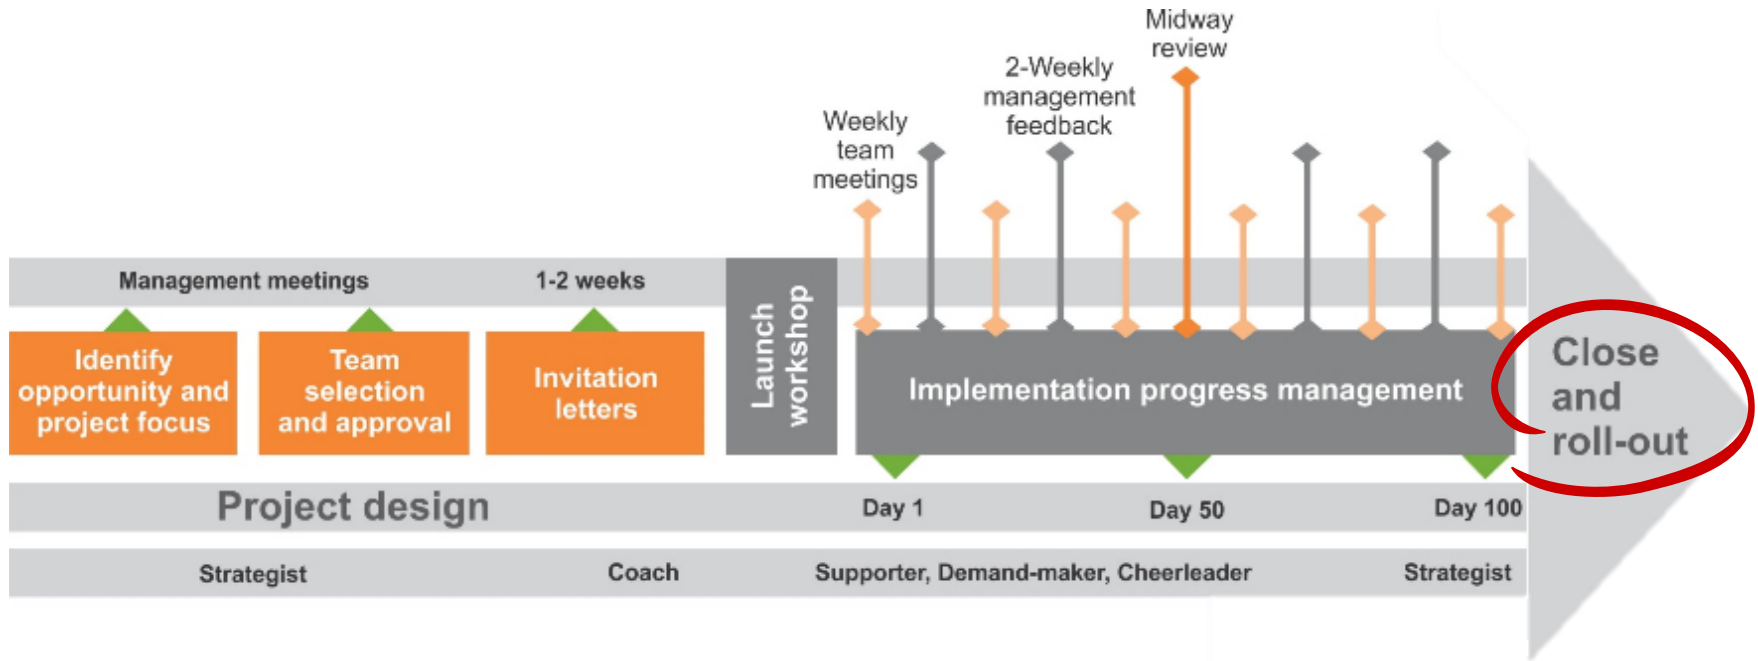 Midway
review
2-Weekly
management
feedback
Weekly
team
meetings
Management meetings
1-2 weeks
Identify
opportunity and
project focus
Team
selection
and approval
Invitation
letters
Launch
workshop
Implementation progress management
Close
and
roll-out
Project design
Day 1
Day 50
Day 100
Strategist
Coach
Supporter, Demand-maker, Cheerleader
Strategist